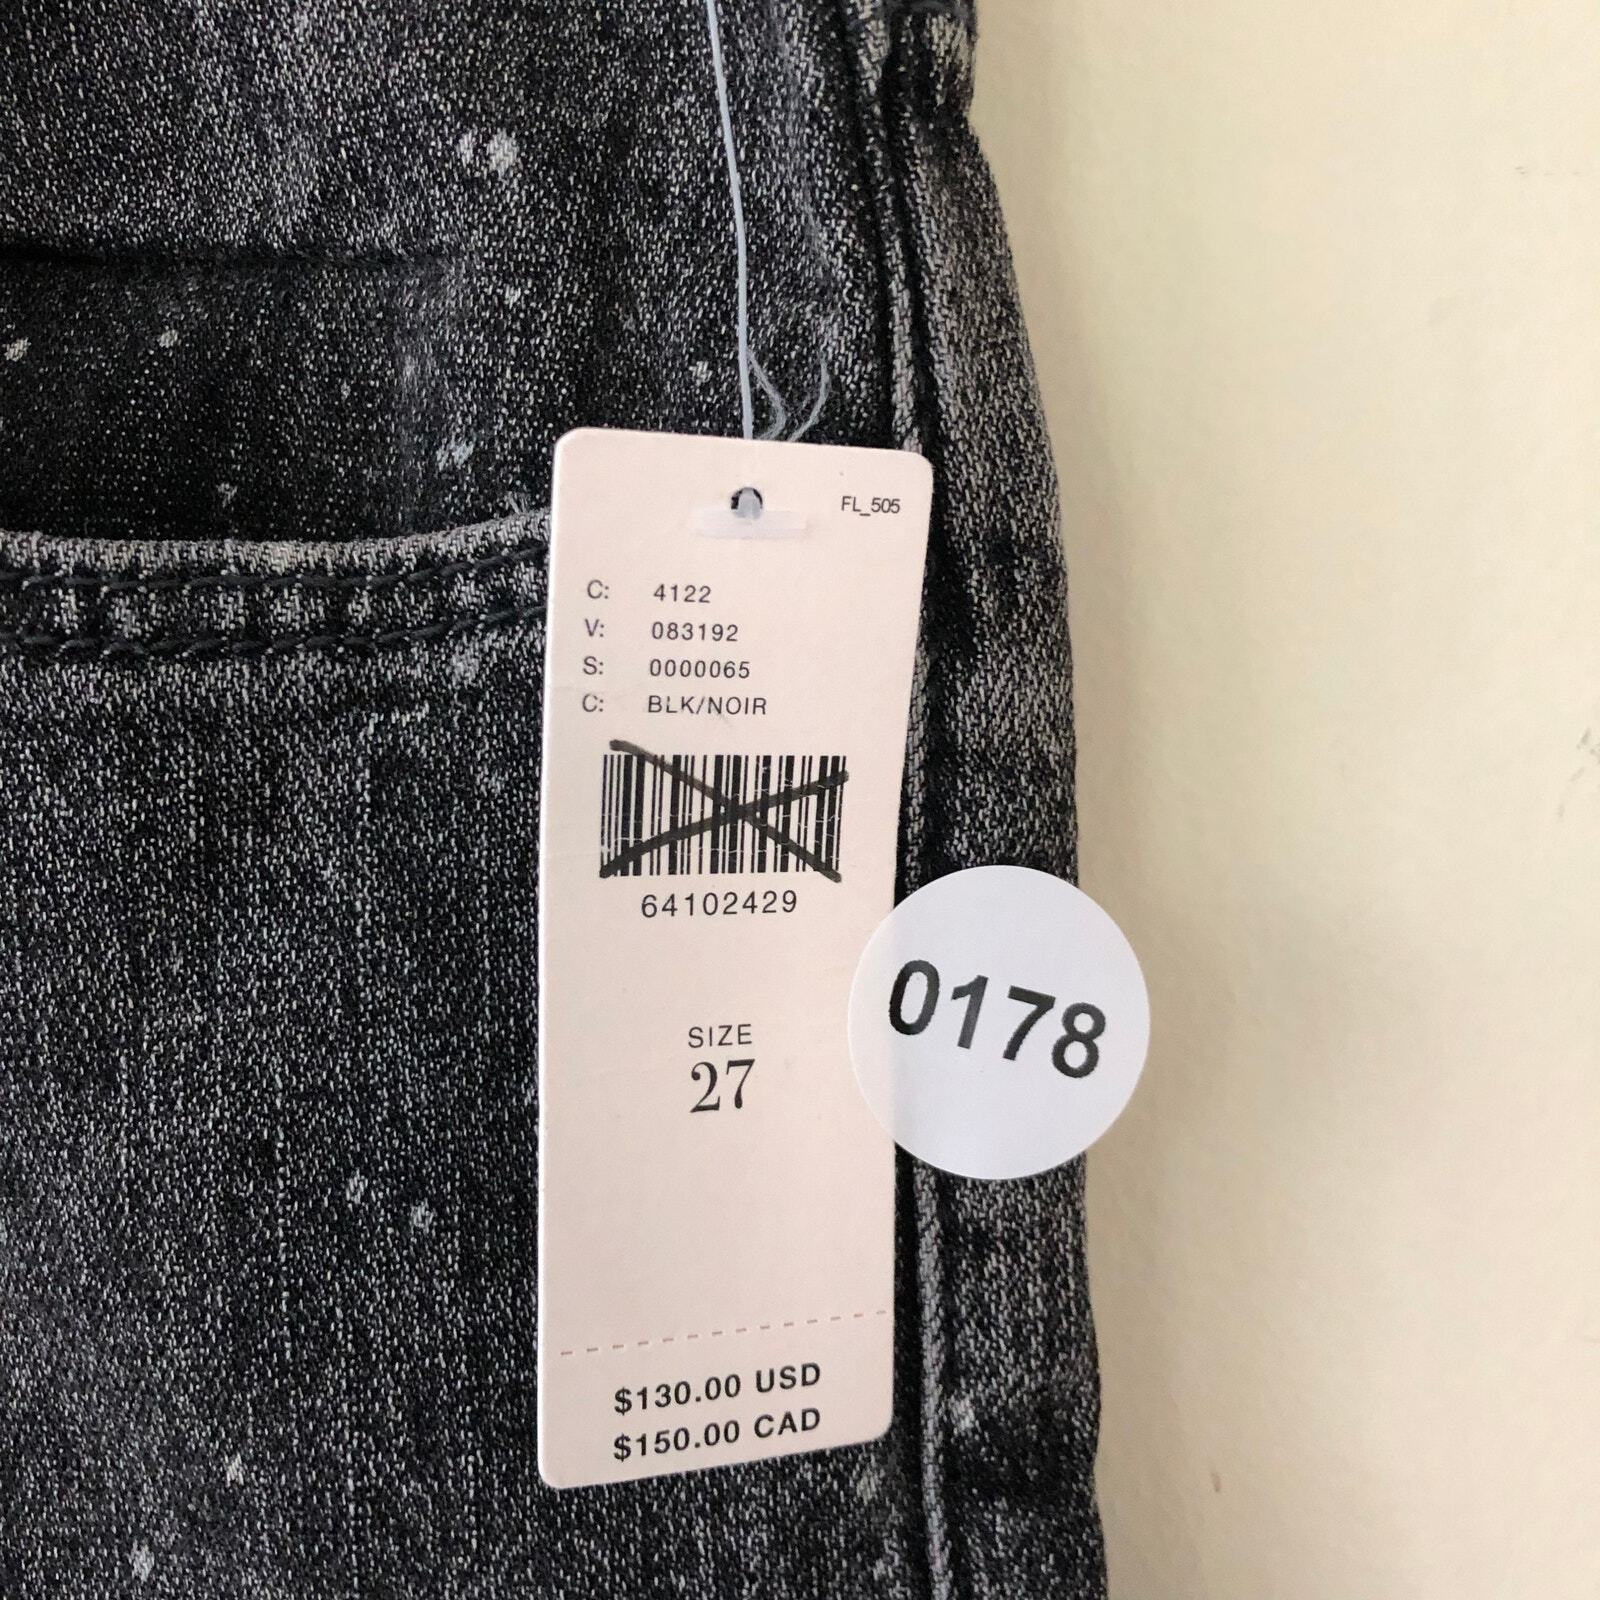 FL_505
C: 4122
V: 083192
S: 0000065
C: BLK/NOIR
64102429
0178
SIZE
27
$130.00 USD
$150.00 CAD